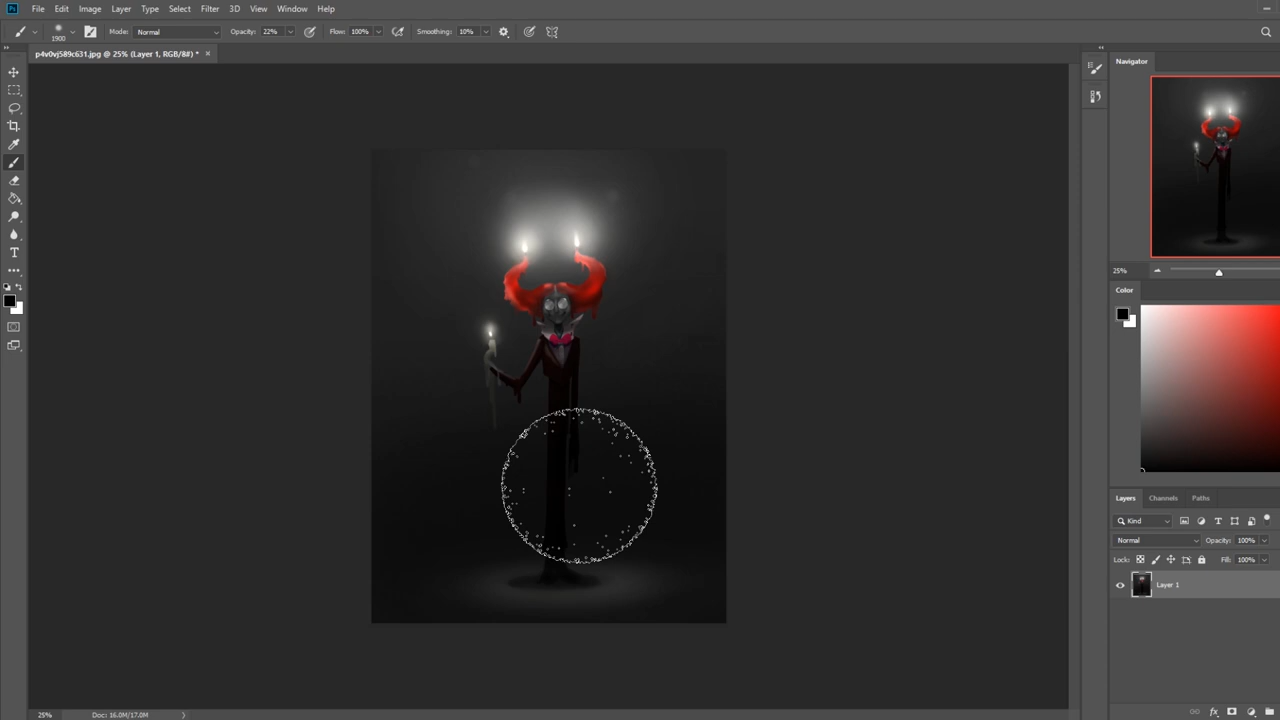 Ps File Edit Image Layer Type Select Filter 3D View Window Help
1900 Mode: Normal Opacity: 22% Flow: 100% Smoothing: 10%
p4v0vj589c631.jpg @ 25% (Layer 1, RGB/8#) * ×
Navigator
25%
Color
Layers Channels Paths
Kind
Normal Opacity: 100%
Lock: Fill: 100%
Layer 1
25% Doc: 16.0M/17.0M